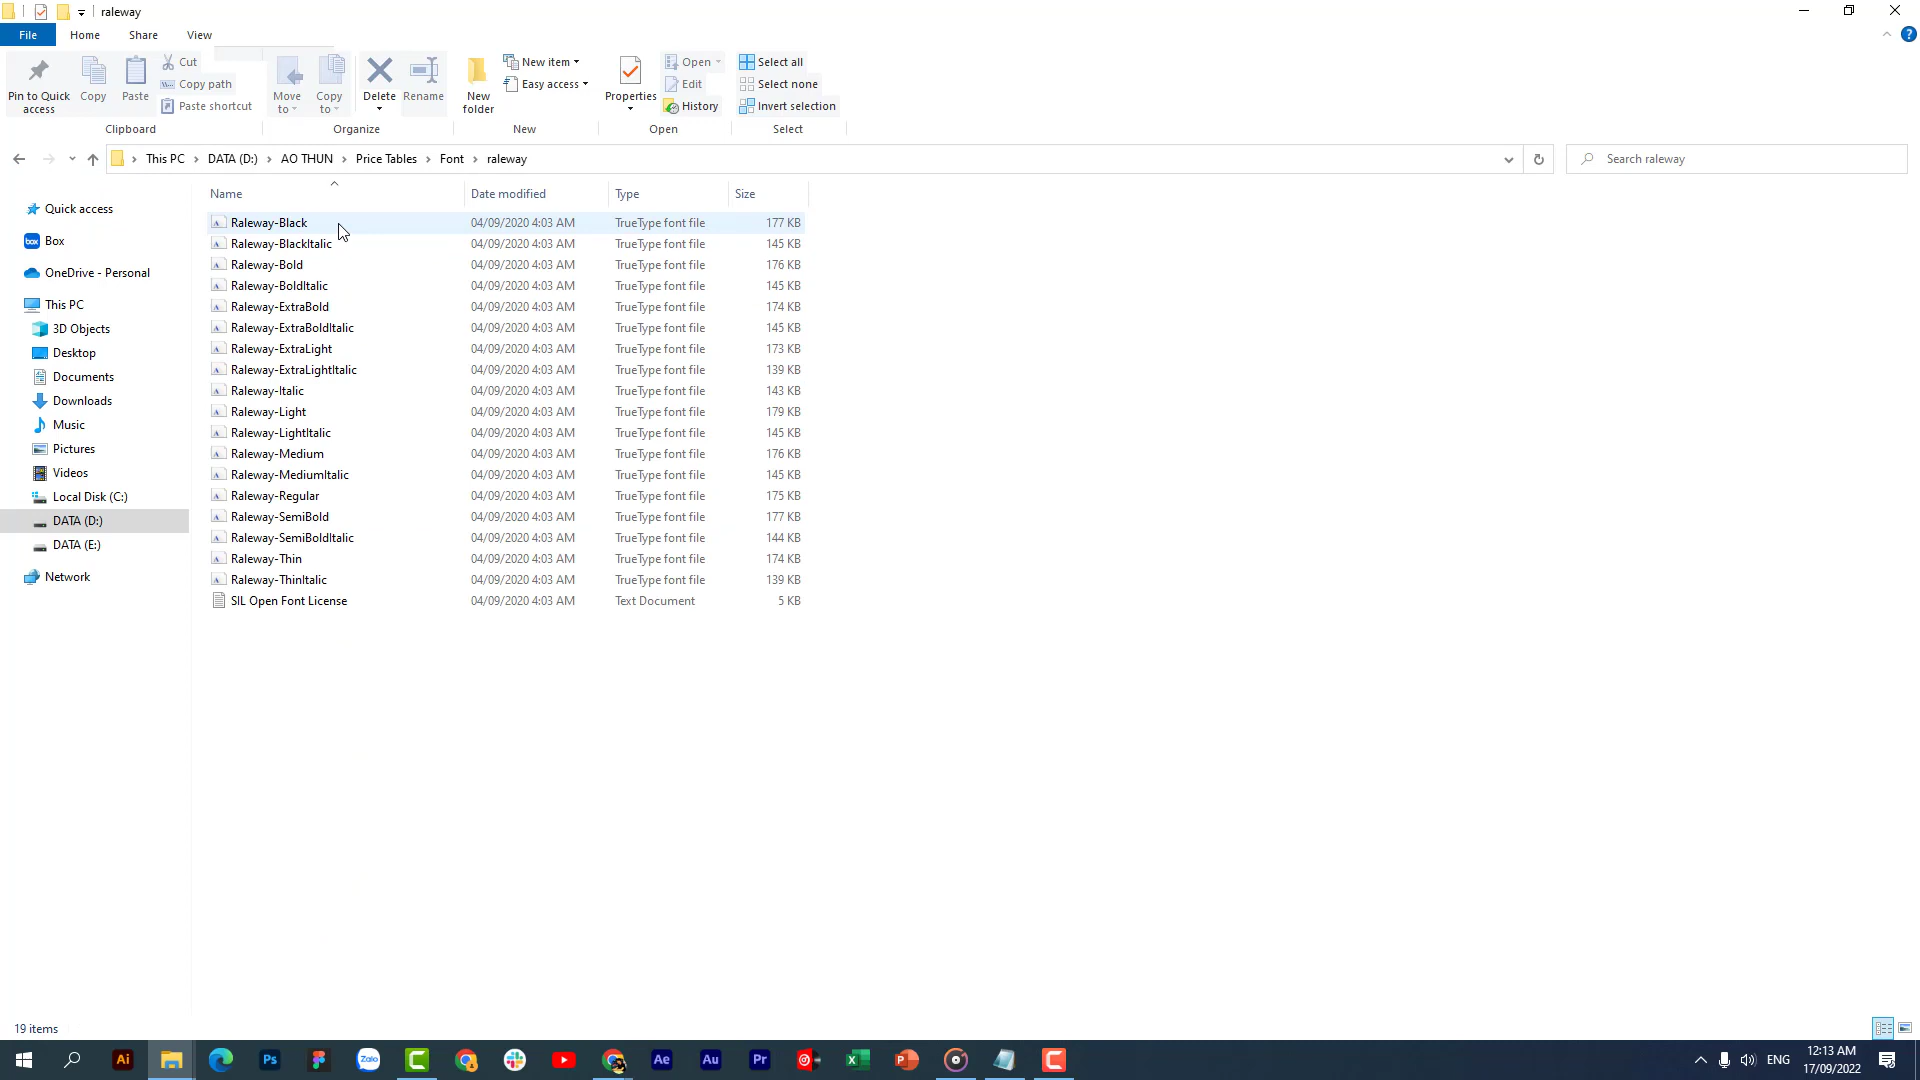 raleway
File Home Share View
Pin to Quick access
Copy
Paste
Cut
Copy path
Paste shortcut
Move to
Copy to
Delete
Rename
New folder
New item
Easy access
Properties
Open
Edit
History
Select all
Select none
Invert selection
Clipboard Organize New Open Select
This PC DATA (D:) AO THUN Price Tables Font raleway
Search raleway
Name Date modified Type Size
Quick access
Box
OneDrive - Personal
This PC
3D Objects
Desktop
Documents
Downloads
Music
Pictures
Videos
Local Disk (C:)
DATA (D:)
DATA (E:)
Network
Raleway-Black 04/09/2020 4:03 AM TrueType font file 177 KB
Raleway-BlackItalic 04/09/2020 4:03 AM TrueType font file 145 KB
Raleway-Bold 04/09/2020 4:03 AM TrueType font file 176 KB
Raleway-BoldItalic 04/09/2020 4:03 AM TrueType font file 145 KB
Raleway-ExtraBold 04/09/2020 4:03 AM TrueType font file 174 KB
Raleway-ExtraBoldItalic 04/09/2020 4:03 AM TrueType font file 145 KB
Raleway-ExtraLight 04/09/2020 4:03 AM TrueType font file 173 KB
Raleway-ExtraLightItalic 04/09/2020 4:03 AM TrueType font file 139 KB
Raleway-Italic 04/09/2020 4:03 AM TrueType font file 143 KB
Raleway-Light 04/09/2020 4:03 AM TrueType font file 179 KB
Raleway-LightItalic 04/09/2020 4:03 AM TrueType font file 145 KB
Raleway-Medium 04/09/2020 4:03 AM TrueType font file 176 KB
Raleway-MediumItalic 04/09/2020 4:03 AM TrueType font file 145 KB
Raleway-Regular 04/09/2020 4:03 AM TrueType font file 175 KB
Raleway-SemiBold 04/09/2020 4:03 AM TrueType font file 177 KB
Raleway-SemiBoldItalic 04/09/2020 4:03 AM TrueType font file 144 KB
Raleway-Thin 04/09/2020 4:03 AM TrueType font file 174 KB
Raleway-ThinItalic 04/09/2020 4:03 AM TrueType font file 139 KB
SIL Open Font License 04/09/2020 4:03 AM Text Document 5 KB
19 items
Ai Ps Zalo Ae Au Pr
ENG
12:13 AM
17/09/2022